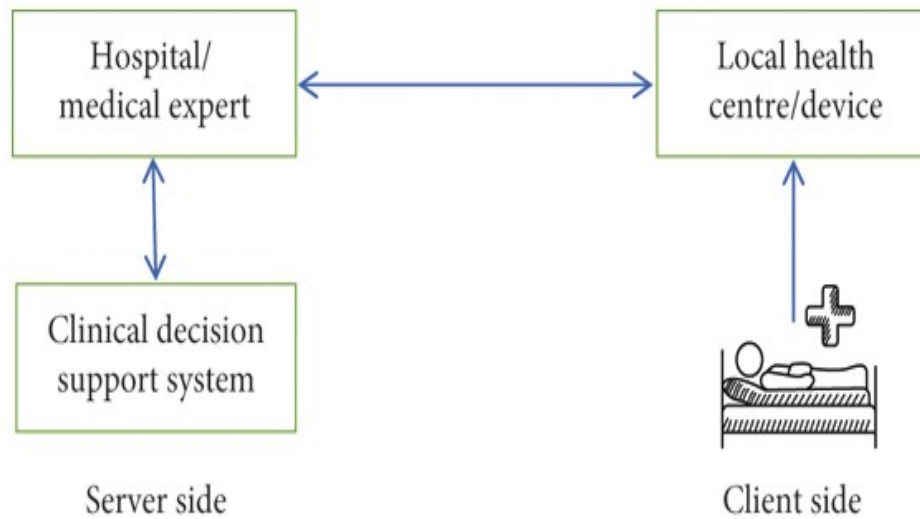 Hospital/
medical expert
Local health
centre/device
Clinical decision
support system
Server side
Client side